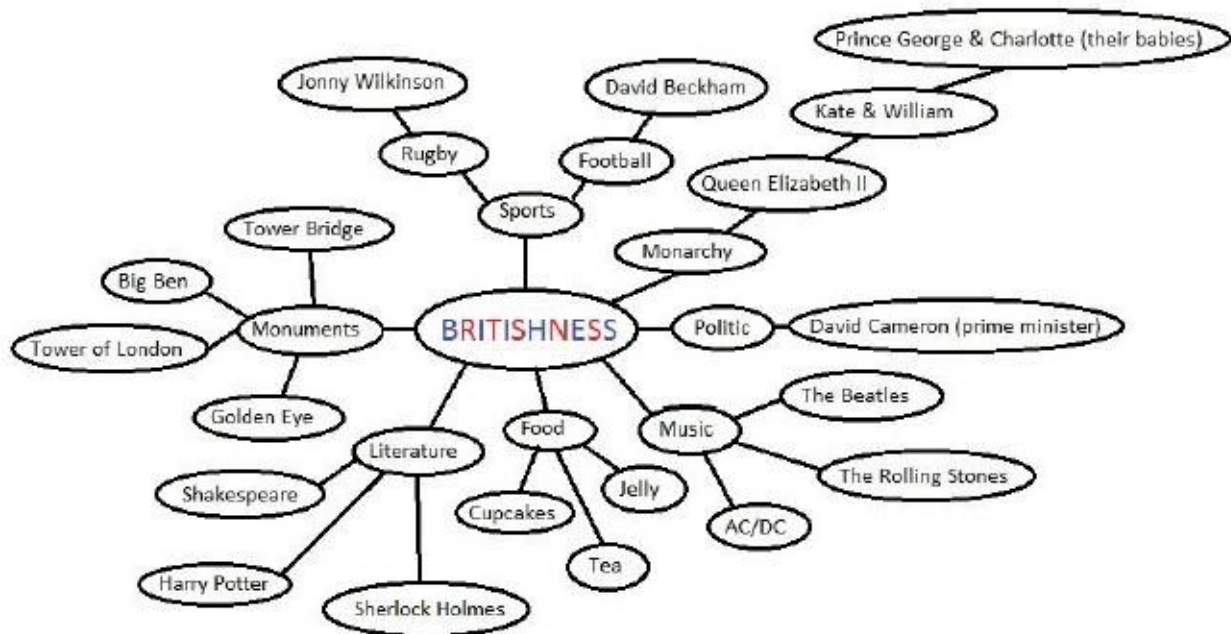 Prince George & Charlotte (their babies)
Jonny Wilkinson
David Beckham
Kate & William
Rugby
Football
Queen Elizabeth II
Sports
Tower Bridge
Monarchy
Big Ben
Monuments
BRITISHNESS
Politic
David Cameron (prime minister)
Tower of London
The Beatles
Golden Eye
Food
Music
Literature
The Rolling Stones
Shakespeare
Jelly
Cupcakes
AC/DC
Tea
Harry Potter
Sherlock Holmes